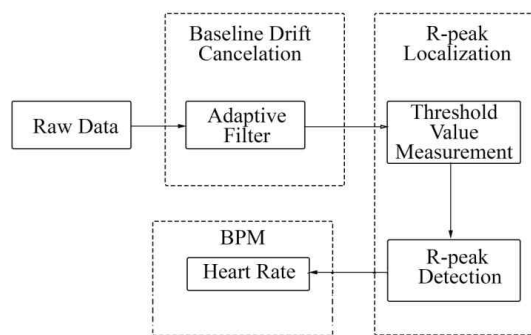 Baseline Drift
Cancelation
R-peak
Localization
Raw Data
Adaptive
Filter
Threshold
Value
Measurement
BPM
Heart Rate
R-peak
Detection